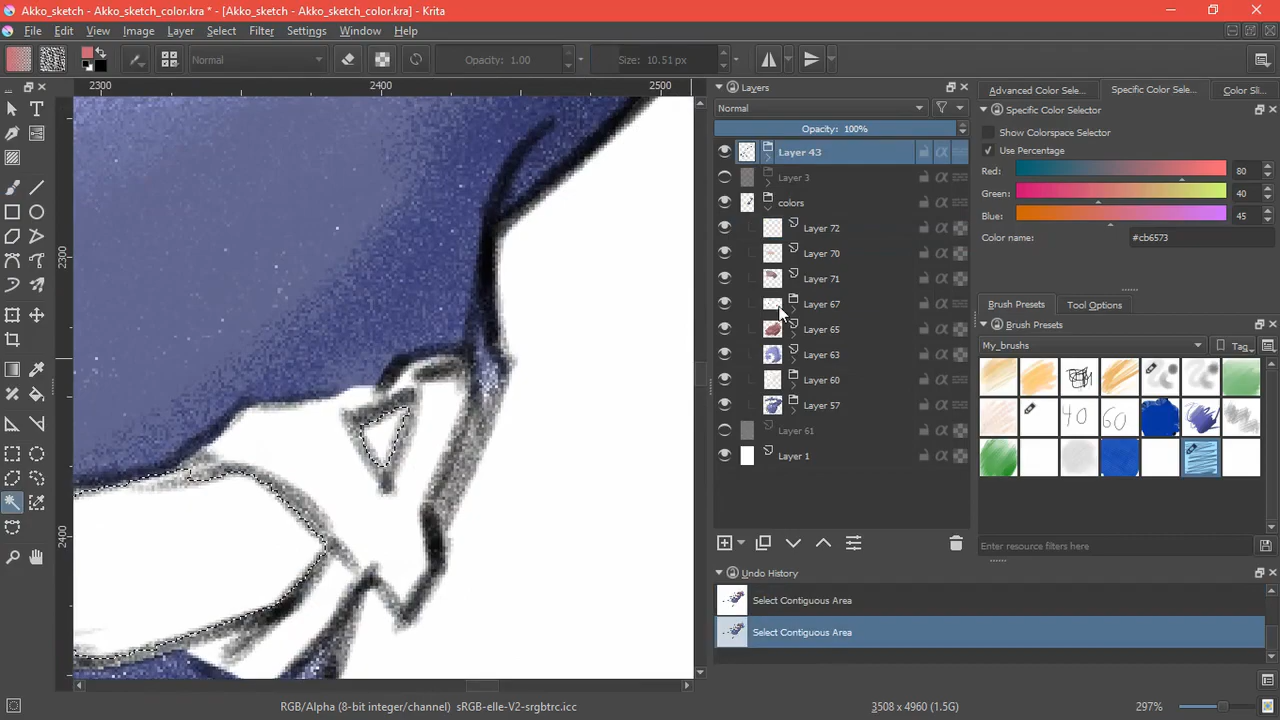 Akko_sketch - Akko_sketch_color.kra * - [Akko_sketch - Akko_sketch_color.kra] - Krita
File Edit View Image Layer Select Filter Settings Window Help
Normal Opacity: 1.00 Size: 10.51 px
2300 2400 2500
2300
2400
Layers
Normal
Opacity: 100%
Layer 43
Layer 3
colors
Layer 72
Layer 70
Layer 71
Layer 67
Layer 65
Layer 63
Layer 60
Layer 57
Layer 61
Layer 1
Undo History
Select Contiguous Area
Select Contiguous Area
Advanced Color Sele... Specific Color Sele... Color Sli...
Specific Color Selector
Show Colorspace Selector
Use Percentage
Red: 80
Green: 40
Blue: 45
Color name: #cb6573
Brush Presets Tool Options
Brush Presets
My_brushs Tag
40 60
Enter resource filters here
RGB/Alpha (8-bit integer/channel) sRGB-elle-V2-srgbtrc.icc 3508 x 4960 (1.5G) 297%